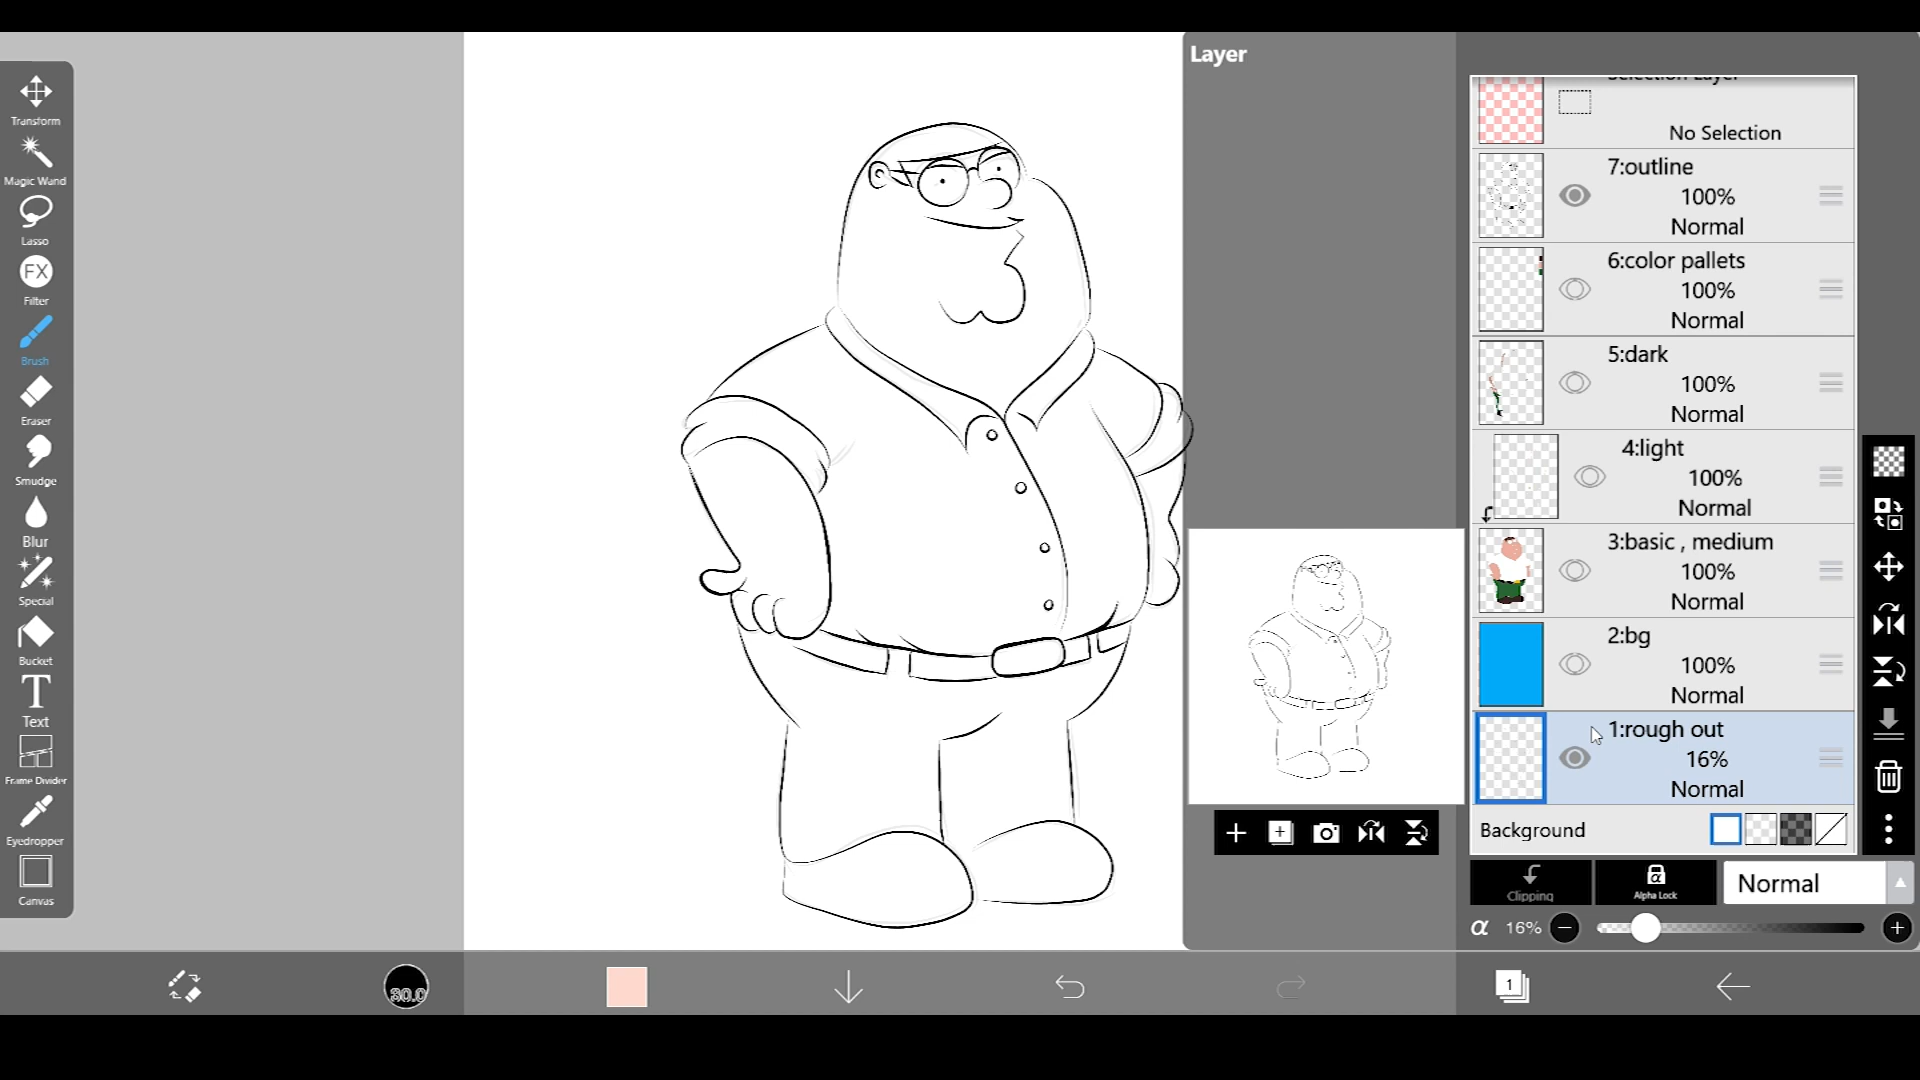 Layer
Transform
Magic Wand
Lasso
FX
Filter
Brush
Eraser
Smudge
Blur
Special
Bucket
T
Text
Frame Divider
Eyedropper
Canvas
30.0
Selection Layer
No Selection
7:outline
100%
Normal
6:color pallets
100%
Normal
5:dark
100%
Normal
4:light
100%
Normal
3:basic , medium
100%
Normal
2:bg
100%
Normal
1:rough out
16%
Normal
Background
Clipping
α
Alpha Lock
Normal
α 16%
1